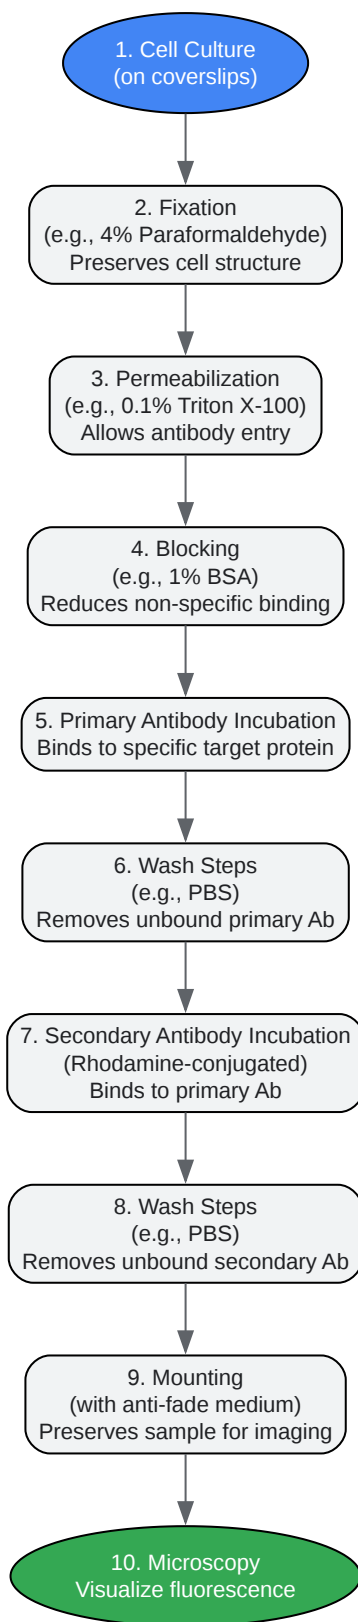 1. Cell Culture
(on coverslips)
2. Fixation
(e.g., 4% Paraformaldehyde)
Preserves cell structure
3. Permeabilization
(e.g., 0.1% Triton X-100)
Allows antibody entry
4. Blocking
(e.g., 1% BSA)
Reduces non-specific binding
5. Primary Antibody Incubation
Binds to specific target protein
6. Wash Steps
(e.g., PBS)
Removes unbound primary Ab
7. Secondary Antibody Incubation
(Rhodamine-conjugated)
Binds to primary Ab
8. Wash Steps
(e.g., PBS)
Removes unbound secondary Ab
9. Mounting
(with anti-fade medium)
Preserves sample for imaging
10. Microscopy
Visualize fluorescence